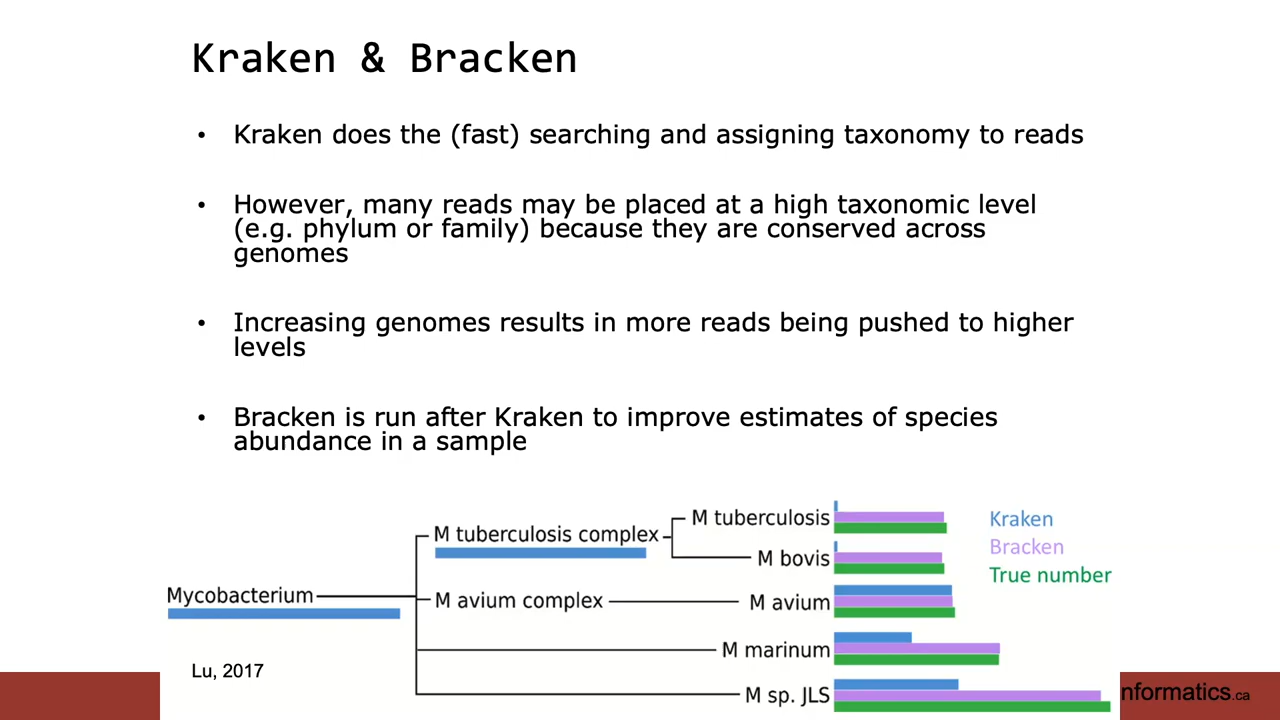 Kraken & Bracken
• Kraken does the (fast) searching and assigning taxonomy to reads
• However, many reads may be placed at a high taxonomic level
(e.g. phylum or family) because they are conserved across
genomes
• Increasing genomes results in more reads being pushed to higher
levels
• Bracken is run after Kraken to improve estimates of species
abundance in a sample
M tuberculosis
Kraken
M tuberculosis complex
Bracken
M bovis
True number
Mycobacterium
M avium complex
M avium
M marinum
Lu, 2017
M sp. JLS
nformatics.ca